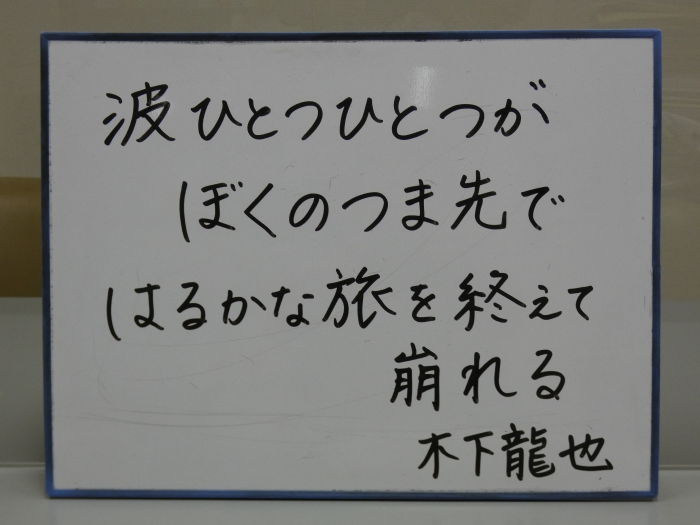 波ひとつひとつが
ぼくのつま先で
はるかな旅を終えて
崩れる
木下龍也